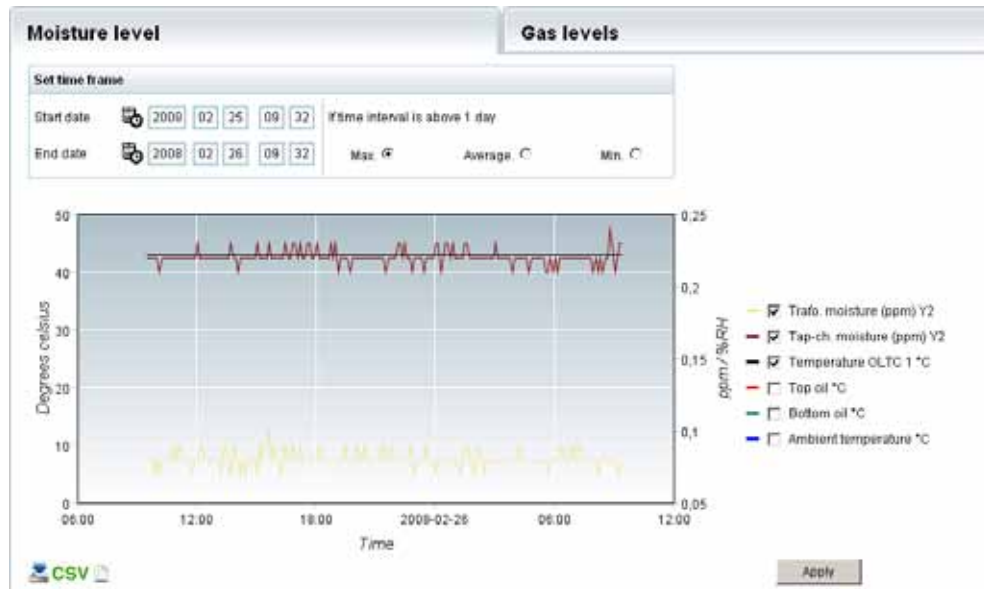 Moisture level
Gas levels
Set time frame
Start date 2008 02 25 09 32 If time interval is above 1 day
End date 2008 02 26 09 32 Max. Average. Min.
50
40
30
20
10
0
Degrees celsius
0,25
0,2
0,15
0,1
0,05
ppm / %RH
06:00 12:00 18:00 2008-02-26 06:00 12:00
Time
Trafo. moisture (ppm) Y2
Tap-ch. moisture (ppm) Y2
Temperature OLTC 1 °C
Top oil °C
Bottom oil °C
Ambient temperature °C
CSV
Apply